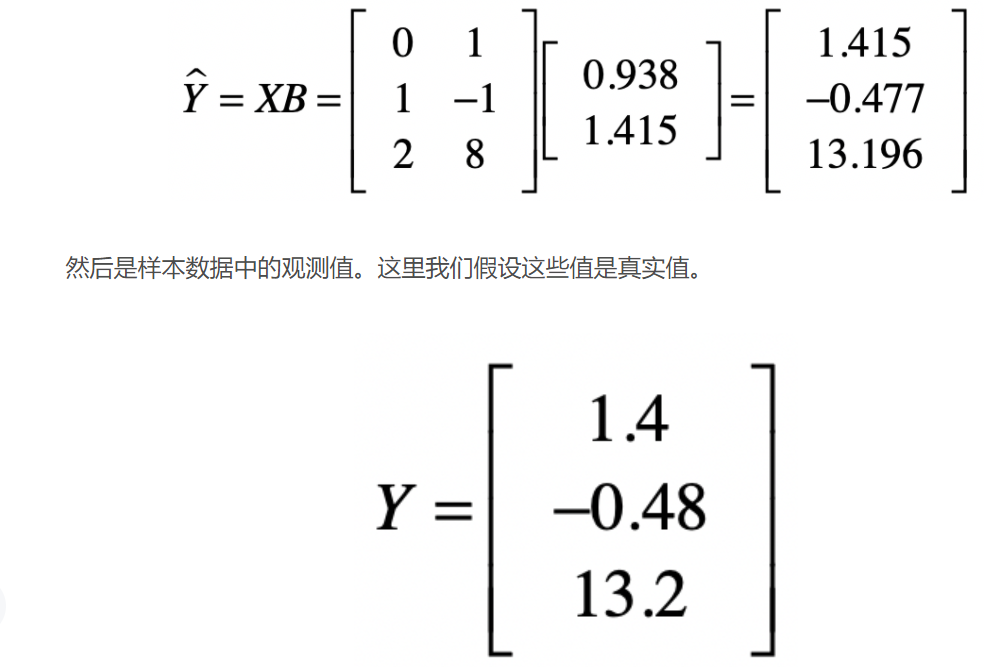 Ŷ = XB = [ 0 1 ; 1 –1 ; 2 8 ] [ 0.938 ; 1.415 ] = [ 1.415 ; –0.477 ; 13.196 ]
然后是样本数据中的观测值。这里我们假设这些值是真实值。
Y = [ 1.4 ; –0.48 ; 13.2 ]